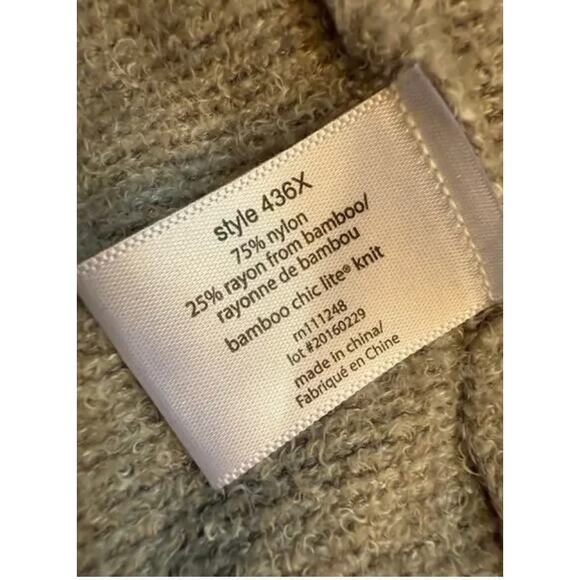 style 436X
75% nylon
25% rayon from bamboo/
rayonne de bambou
bamboo chic lite® knit
rn111248
lot #20160229
made in china/
Fabriqué en Chine